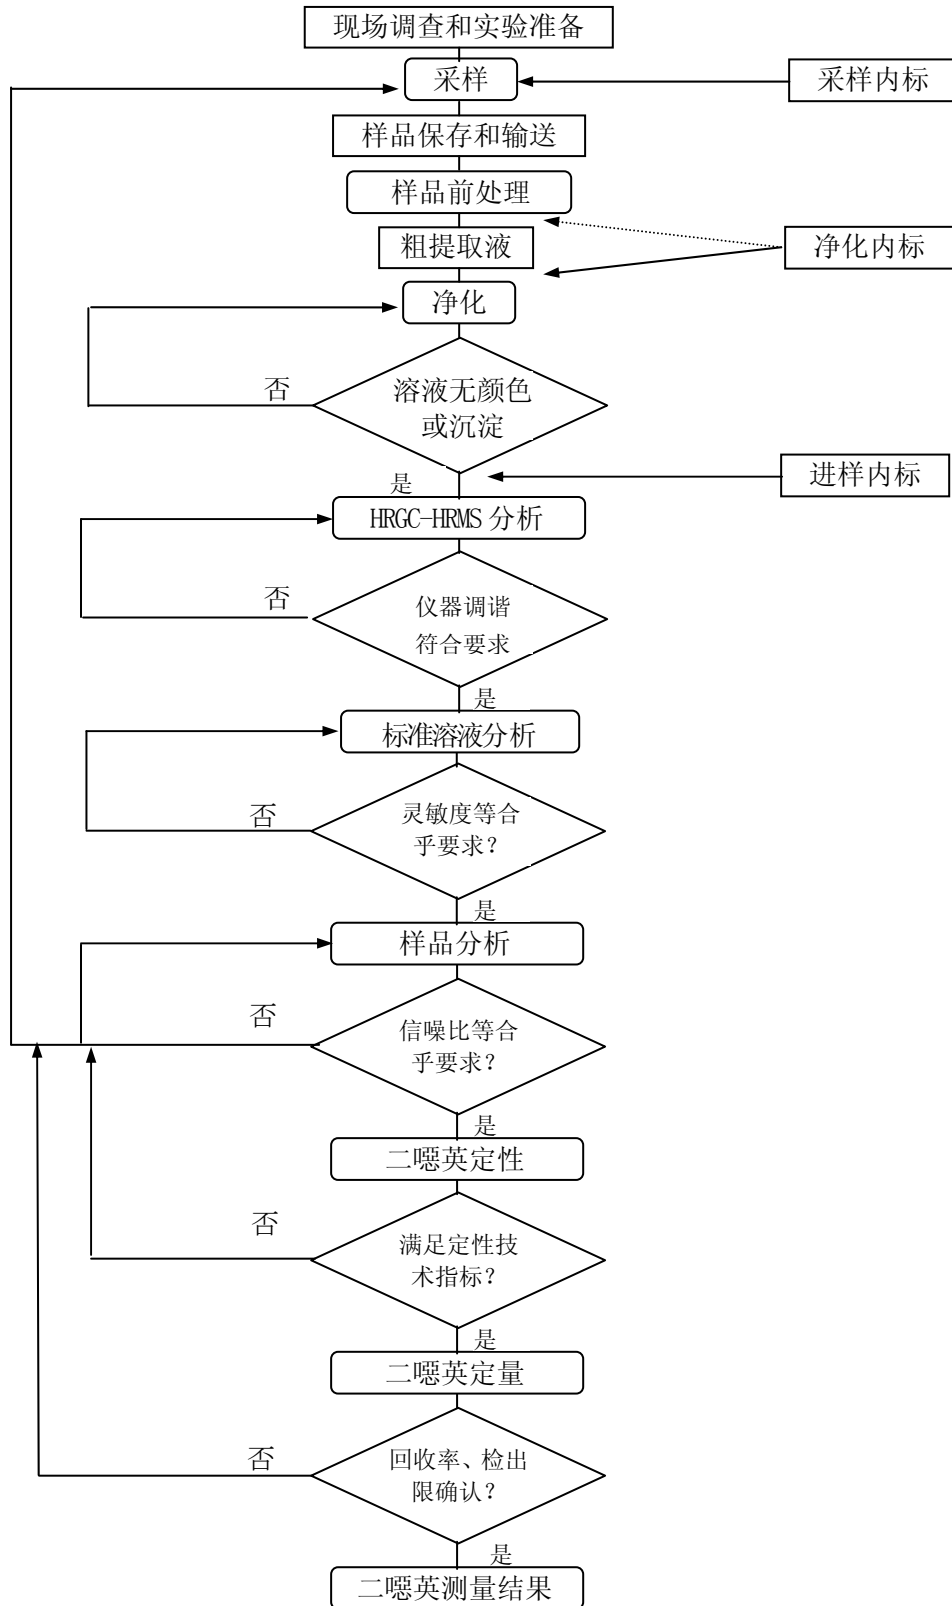 现场调查和实验准备
采样
采样内标
样品保存和输送
样品前处理
粗提取液
净化内标
净化
否
溶液无颜色
或沉淀
是
进样内标
HRGC-HRMS 分析
否
仪器调谐
符合要求
是
标准溶液分析
否
灵敏度等合
乎要求？
是
样品分析
否
信噪比等合
乎要求？
是
二噁英定性
否
满足定性技
术指标？
是
二噁英定量
否
回收率、检出
限确认？
是
二噁英测量结果